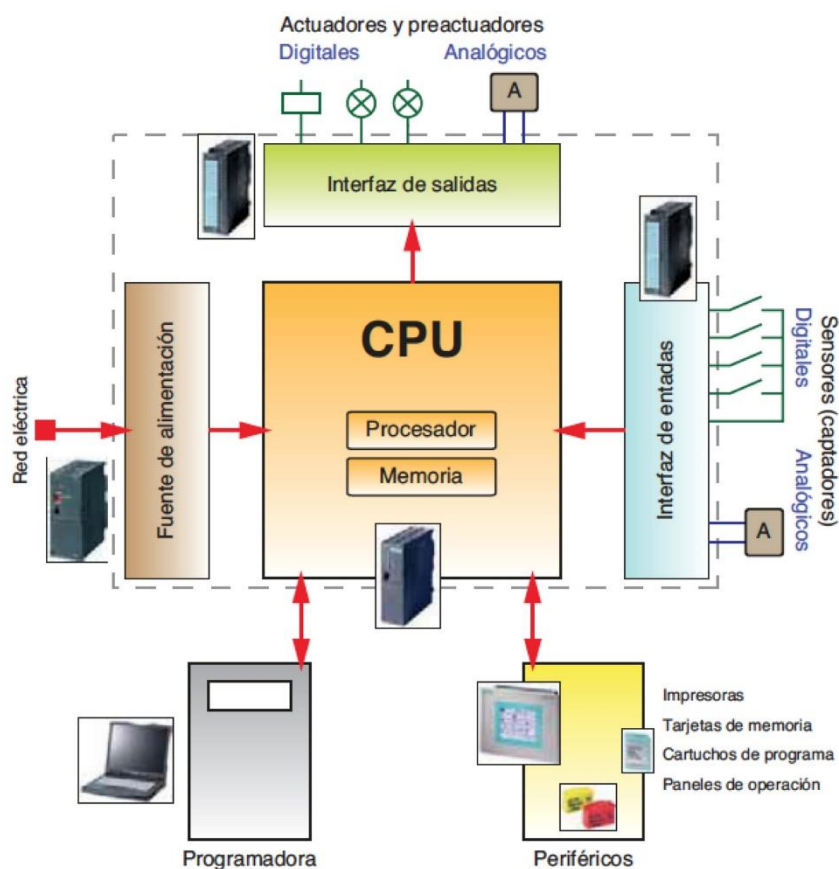 Actuadores y preactuadores
Digitales
Analógicos
A
Interfaz de salidas
CPU
Procesador
Memoria
Red eléctrica
Fuente de alimentación
Interfaz de entadas
Digitales
Analógicos
Sensores (captadores)
A
Programadora
Periféricos
Impresoras
Tarjetas de memoria
Cartuchos de programa
Paneles de operación